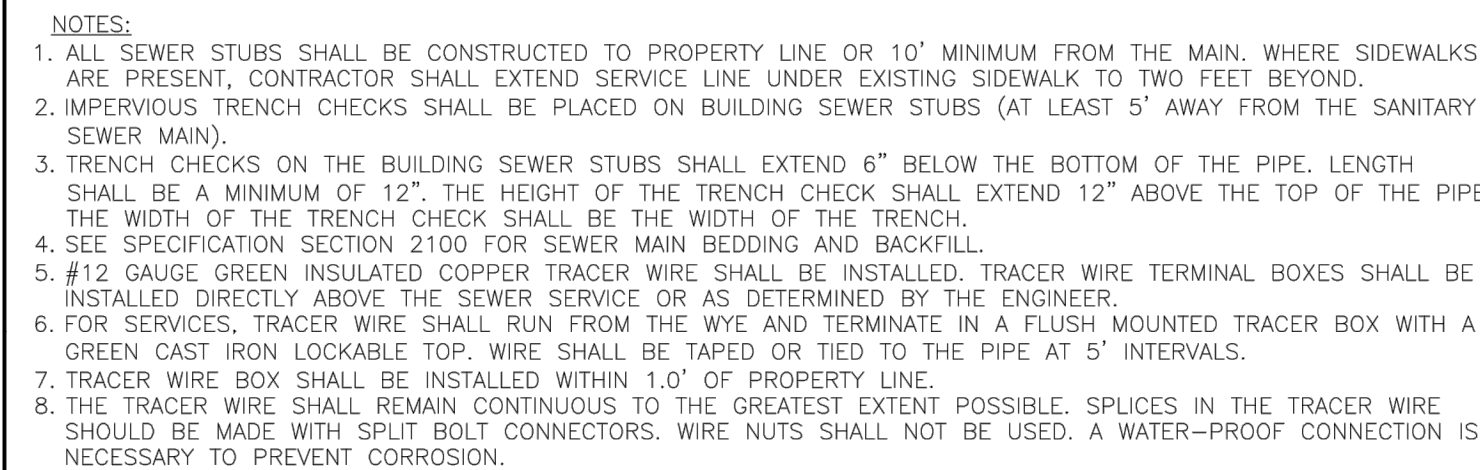 NOTES:
1. ALL SEWER STUBS SHALL BE CONSTRUCTED TO PROPERTY LINE OR 10' MINIMUM FROM THE MAIN. WHERE SIDEWALKS
ARE PRESENT, CONTRACTOR SHALL EXTEND SERVICE LINE UNDER EXISTING SIDEWALK TO TWO FEET BEYOND.
2. IMPERVIOUS TRENCH CHECKS SHALL BE PLACED ON BUILDING SEWER STUBS (AT LEAST 5' AWAY FROM THE SANITARY
SEWER MAIN).
3. TRENCH CHECKS ON THE BUILDING SEWER STUBS SHALL EXTEND 6" BELOW THE BOTTOM OF THE PIPE. LENGTH
SHALL BE A MINIMUM OF 12". THE HEIGHT OF THE TRENCH CHECK SHALL EXTEND 12" ABOVE THE TOP OF THE PIPE
THE WIDTH OF THE TRENCH CHECK SHALL BE THE WIDTH OF THE TRENCH.
4. SEE SPECIFICATION SECTION 2100 FOR SEWER MAIN BEDDING AND BACKFILL.
5. #12 GAUGE GREEN INSULATED COPPER TRACER WIRE SHALL BE INSTALLED. TRACER WIRE TERMINAL BOXES SHALL BE
INSTALLED DIRECTLY ABOVE THE SEWER SERVICE OR AS DETERMINED BY THE ENGINEER.
6. FOR SERVICES, TRACER WIRE SHALL RUN FROM THE WYE AND TERMINATE IN A FLUSH MOUNTED TRACER BOX WITH A
GREEN CAST IRON LOCKABLE TOP. WIRE SHALL BE TAPED OR TIED TO THE PIPE AT 5' INTERVALS.
7. TRACER WIRE BOX SHALL BE INSTALLED WITHIN 1.0' OF PROPERTY LINE.
8. THE TRACER WIRE SHALL REMAIN CONTINUOUS TO THE GREATEST EXTENT POSSIBLE. SPLICES IN THE TRACER WIRE
SHOULD BE MADE WITH SPLIT BOLT CONNECTORS. WIRE NUTS SHALL NOT BE USED. A WATER-PROOF CONNECTION IS
NECESSARY TO PREVENT CORROSION.